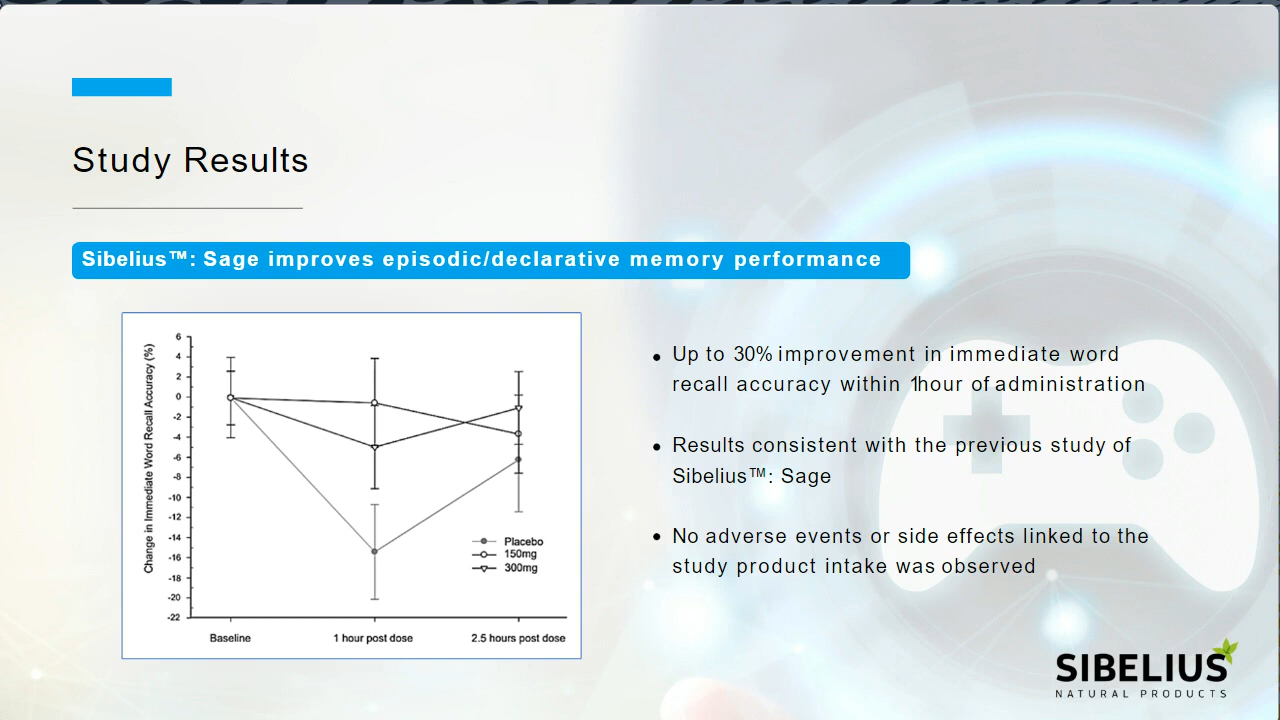 Study Results
Sibelius™: Sage improves episodic/declarative memory performance
Change in Immediate Word Recall Accuracy (%)
6
4
2
0
-2
-4
-6
-8
-10
-12
-14
-16
-18
-20
-22
Baseline
1 hour post dose
2.5 hours post dose
Placebo
150mg
300mg
• Up to 30% improvement in immediate word
recall accuracy within 1hour of administration
• Results consistent with the previous study of
Sibelius™: Sage
• No adverse events or side effects linked to the
study product intake was observed
SIBELIUS
NATURAL PRODUCTS